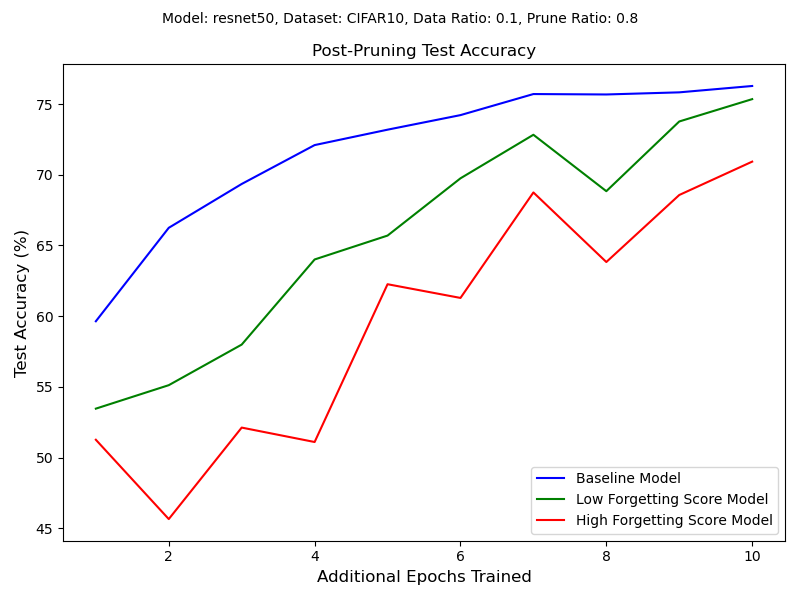 Model: resnet50, Dataset: CIFAR10, Data Ratio: 0.1, Prune Ratio: 0.8
Post-Pruning Test Accuracy
75
70
65
60
55
50
45
Test Accuracy (%)
Baseline Model
Low Forgetting Score Model
High Forgetting Score Model
2 4 6 8 10
Additional Epochs Trained